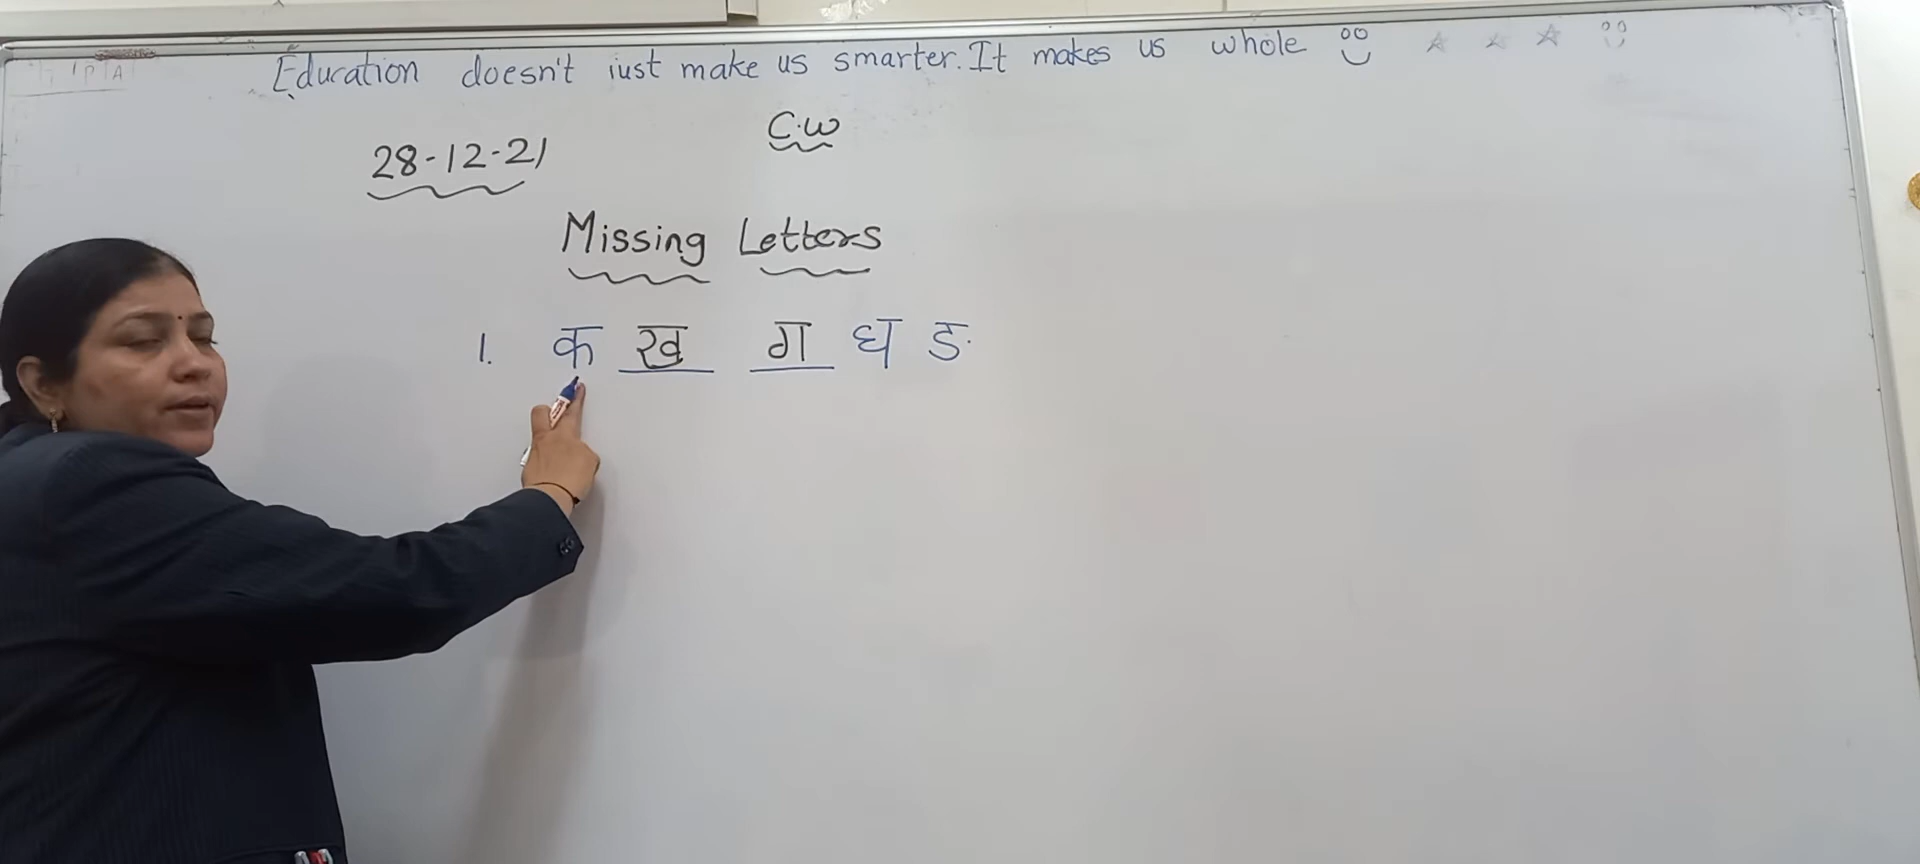 Education doesn't just make us smarter. It makes us whole
C.W
28-12-21
Missing Letters
1. क ख ग घ ङ